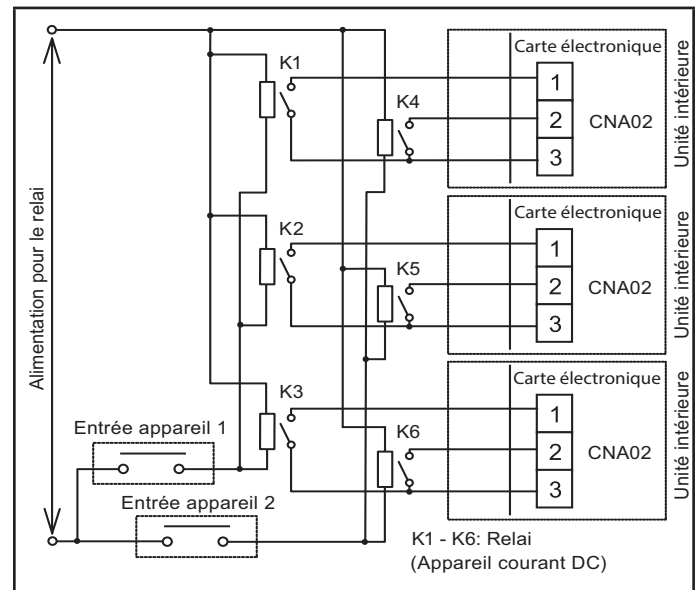 Alimentation pour le relai
K1
K4
Carte électronique
1
2
3
CNA02
Unité intérieure
K2
K5
Carte électronique
1
2
3
CNA02
Unité intérieure
K3
K6
Carte électronique
1
2
3
CNA02
Unité intérieure
Entrée appareil 1
Entrée appareil 2
K1 - K6: Relai
(Appareil courant DC)